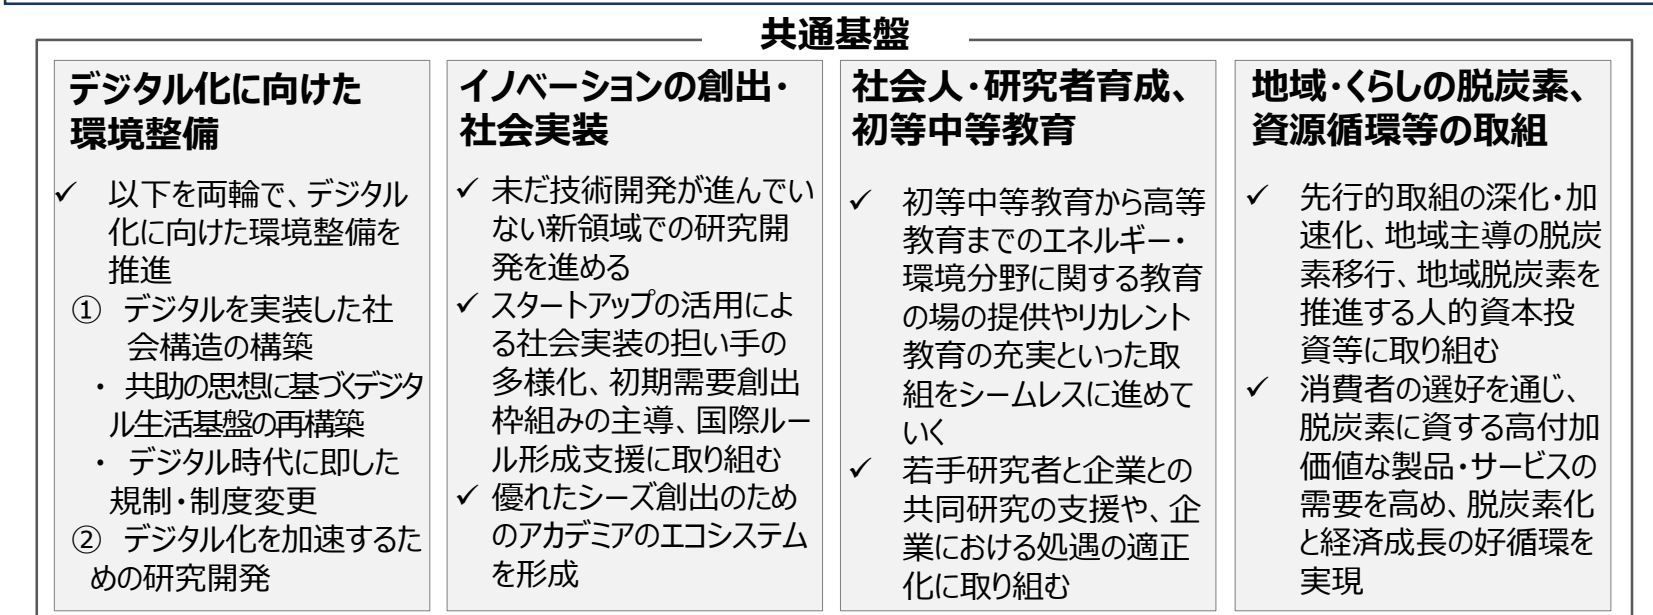 共通基盤
デジタル化に向けた
環境整備
✓ 以下を両輪で、デジタル
化に向けた環境整備を
推進
① デジタルを実装した社
会構造の構築
・ 共助の思想に基づくデジタ
ル生活基盤の再構築
・ デジタル時代に即した
規制・制度変更
② デジタル化を加速するた
めの研究開発
イノベーションの創出・
社会実装
✓ 未だ技術開発が進んでい
ない新領域での研究開
発を進める
✓ スタートアップの活用によ
る社会実装の担い手の
多様化、初期需要創出
枠組みの主導、国際ルー
ル形成支援に取り組む
✓ 優れたシーズ創出のため
のアカデミアのエコシステム
を形成
社会人・研究者育成、
初等中等教育
✓ 初等中等教育から高等
教育までのエネルギー・
環境分野に関する教育
の場の提供やリカレント
教育の充実といった取
組をシームレスに進めて
いく
✓ 若手研究者と企業との
共同研究の支援や、企
業における処遇の適正
化に取り組む
地域・くらしの脱炭素、
資源循環等の取組
✓ 先行的取組の深化・加
速化、地域主導の脱炭
素移行、地域脱炭素を
推進する人的資本投
資等に取り組む
✓ 消費者の選好を通じ、
脱炭素に資する高付加
価値な製品・サービスの
需要を高め、脱炭素化
と経済成長の好循環を
実現